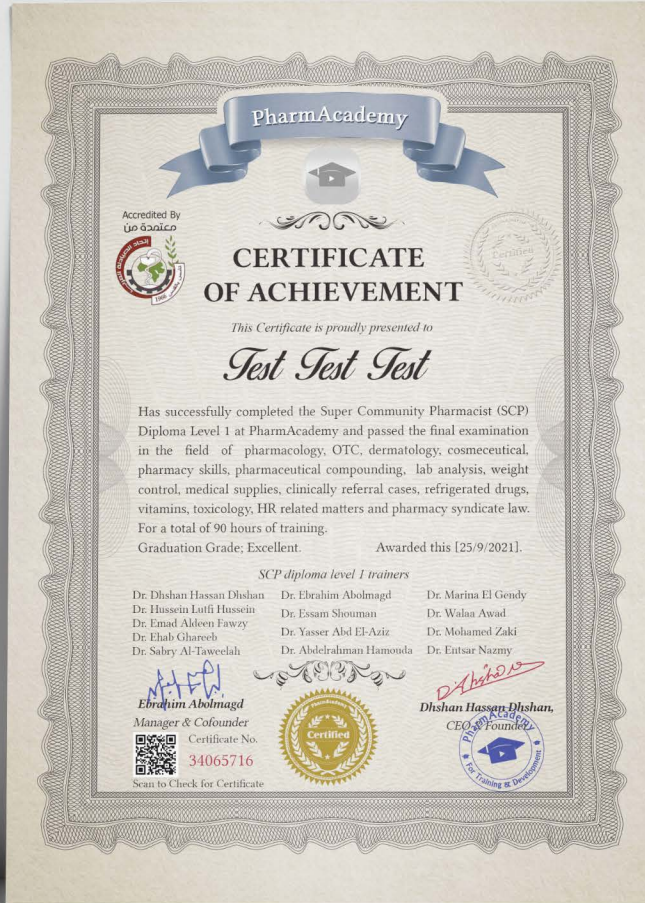 PharmAcademy
Accredited By
معتمدة من
1966
Certified
CERTIFICATE
OF ACHIEVEMENT
This Certificate is proudly presented to
Test Test Test
Has successfully completed the Super Community Pharmacist (SCP)
Diploma Level 1 at PharmAcademy and passed the final examination
in the field of pharmacology, OTC, dermatology, cosmeceutical,
pharmacy skills, pharmaceutical compounding, lab analysis, weight
control, medical supplies, clinically referral cases, refrigerated drugs,
vitamins, toxicology, HR related matters and pharmacy syndicate law.
For a total of 90 hours of training.
Graduation Grade; Excellent. Awarded this [25/9/2021].
SCP diploma level 1 trainers
Dr. Dhshan Hassan Dhshan
Dr. Hussein Lutfi Hussein
Dr. Emad Aldeen Fawzy
Dr. Ehab Ghareeb
Dr. Sabry Al-Taweelah
Dr. Ebrahim Abolmagd
Dr. Essam Shouman
Dr. Yasser Abd El-Aziz
Dr. Abdelrahman Hamouda
Dr. Marina El Gendy
Dr. Walaa Awad
Dr. Mohamed Zaki
Dr. Entsar Nazmy
Ebrahim Abolmagd
Manager & Cofounder
Certificate No.
34065716
Scan to Check for Certificate
PharmAcademy
Certified
Dhshan Hassan Dhshan,
CEO & Founder
PharmAcademy
For Training & Development